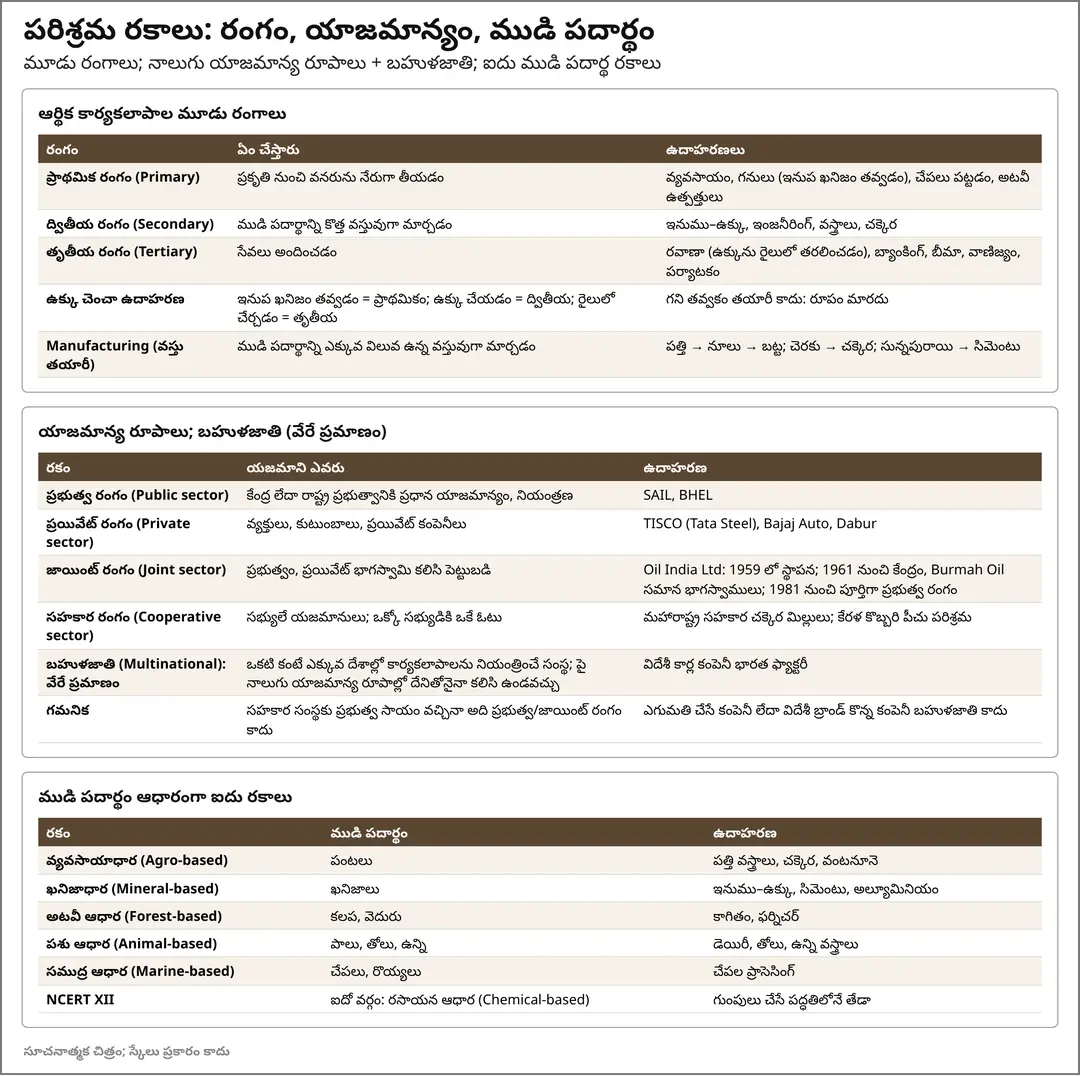 పరిశ్రమ రకాలు: రంగం, యాజమాన్యం, ముడి పదార్థం
మూడు రంగాలు; నాలుగు యాజమాన్య రూపాలు + బహుళజాతి; ఐదు ముడి పదార్థ రకాలు
ఆర్థిక కార్యకలాపాల మూడు రంగాలు
రంగం ఏం చేస్తారు ఉదాహరణలు
ప్రాథమిక రంగం (Primary) ప్రకృతి నుంచి వనరును నేరుగా తీయడం వ్యవసాయం, గనులు (ఇనుప ఖనిజం తవ్వడం), చేపలు పట్టడం, అటవీ
ఉత్పత్తులు
ద్వితీయ రంగం (Secondary) ముడి పదార్థాన్ని కొత్త వస్తువుగా మార్చడం ఇనుము–ఉక్కు, ఇంజనీరింగ్, వస్త్రాలు, చక్కెర
తృతీయ రంగం (Tertiary) సేవలు అందించడం రవాణా (ఉక్కును రైలులో తరలించడం), బ్యాంకింగ్, బీమా, వాణిజ్యం,
పర్యాటకం
ఉక్కు చెంచా ఉదాహరణ ఇనుప ఖనిజం తవ్వడం = ప్రాథమికం; ఉక్కు చేయడం = ద్వితీయ; రైలులో గని తవ్వకం తయారీ కాదు: రూపం మారదు
చేర్చడం = తృతీయ
Manufacturing (వస్తు ముడి పదార్థాన్ని ఎక్కువ విలువ ఉన్న వస్తువుగా మార్చడం పత్తి → నూలు → బట్ట; చెరకు → చక్కెర; సున్నపురాయి → సిమెంటు
తయారీ)
యాజమాన్య రూపాలు; బహుళజాతి (వేరే ప్రమాణం)
రకం యజమాని ఎవరు ఉదాహరణ
ప్రభుత్వ రంగం (Public sector) కేంద్ర లేదా రాష్ట్ర ప్రభుత్వానికి ప్రధాన యాజమాన్యం, నియంత్రణ SAIL, BHEL
ప్రయివేట్ రంగం (Private వ్యక్తులు, కుటుంబాలు, ప్రయివేట్ కంపెనీలు TISCO (Tata Steel), Bajaj Auto, Dabur
sector)
జాయింట్ రంగం (Joint sector) ప్రభుత్వం, ప్రయివేట్ భాగస్వామి కలిసి పెట్టుబడి Oil India Ltd: 1959 లో స్థాపన; 1961 నుంచి కేంద్రం, Burmah Oil
సమాన భాగస్వాములు; 1981 నుంచి పూర్తిగా ప్రభుత్వ రంగం
సహకార రంగం (Cooperative సభ్యులే యజమానులు; ఒక్కో సభ్యుడికి ఒకే ఓటు మహారాష్ట్ర సహకార చక్కెర మిల్లులు; కేరళ కొబ్బరి పీచు పరిశ్రమ
sector)
బహుళజాతి (Multinational): ఒకటి కంటే ఎక్కువ దేశాల్లో కార్యకలాపాలను నియంత్రించే సంస్థ; పై విదేశీ కార్ల కంపెనీ భారత ఫ్యాక్టరీ
వేరే ప్రమాణం నాలుగు యాజమాన్య రూపాల్లో దేనితోనైనా కలిసి ఉండవచ్చు
గమనిక సహకార సంస్థకు ప్రభుత్వ సాయం వచ్చినా అది ప్రభుత్వ/జాయింట్ రంగం ఎగుమతి చేసే కంపెనీ లేదా విదేశీ బ్రాండ్ కొన్న కంపెనీ బహుళజాతి కాదు
కాదు
ముడి పదార్థం ఆధారంగా ఐదు రకాలు
రకం ముడి పదార్థం ఉదాహరణ
వ్యవసాయాధార (Agro-based) పంటలు పత్తి వస్త్రాలు, చక్కెర, వంటనూనె
ఖనిజాధార (Mineral-based) ఖనిజాలు ఇనుము–ఉక్కు, సిమెంటు, అల్యూమినియం
అటవీ ఆధార (Forest-based) కలప, వెదురు కాగితం, ఫర్నిచర్
పశు ఆధార (Animal-based) పాలు, తోలు, ఉన్ని డెయిరీ, తోలు, ఉన్ని వస్త్రాలు
సముద్ర ఆధార (Marine-based) చేపలు, రొయ్యలు చేపల ప్రాసెసింగ్
NCERT XII ఐదో వర్గం: రసాయన ఆధార (Chemical-based) గుంపులు చేసే పద్ధతిలోనే తేడా
సూచనాత్మక చిత్రం; స్కేలు ప్రకారం కాదు